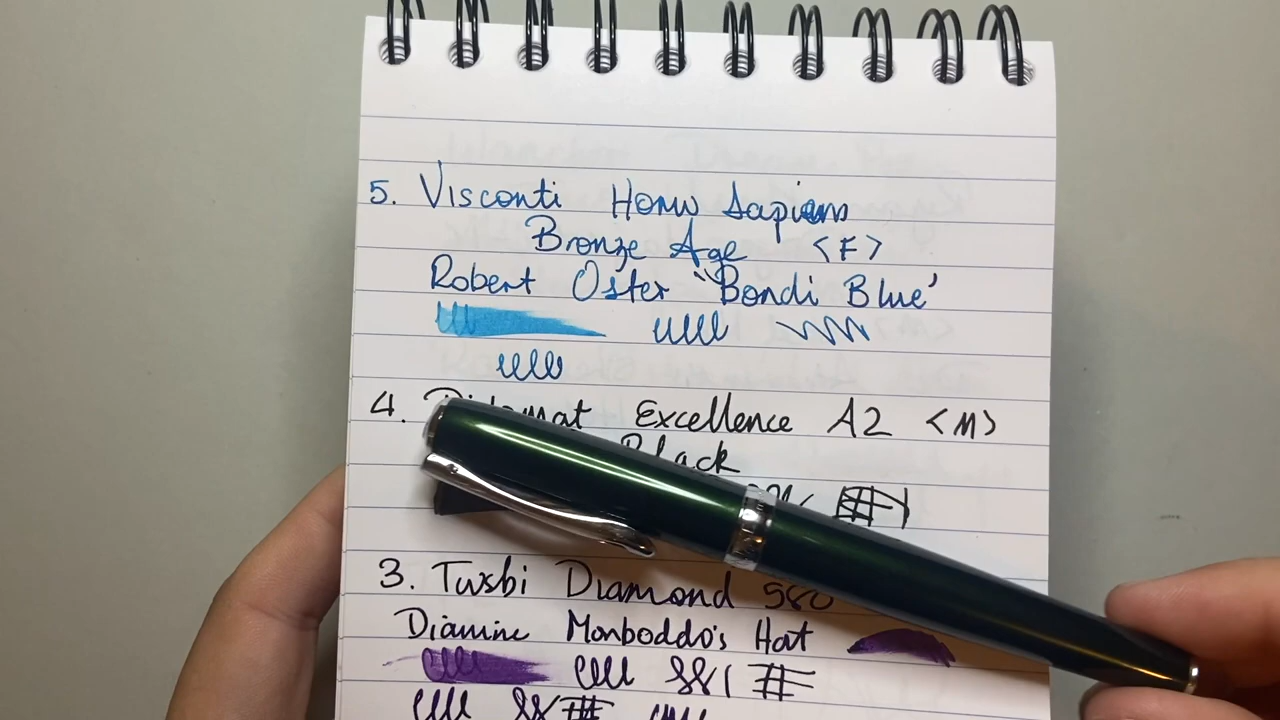 5. Visconti Homo Sapiens
Bronze Age <F>
Robert Oster "Bondi Blue'
4. Excellence A2 <M>
Black
3. Twsbi Diamond 580
Diamine Monboddo's Hat